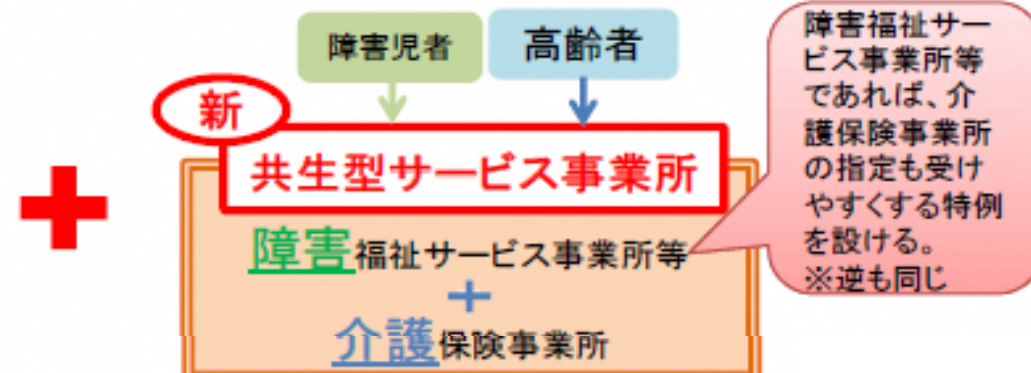 障害児者
高齢者
新
共生型サービス事業所
障害福祉サービス事業所等
+
介護保険事業所
障害福祉サー
ビス事業所等
であれば、介
護保険事業所
の指定も受け
やすくする特例
を設ける。
※逆も同じ